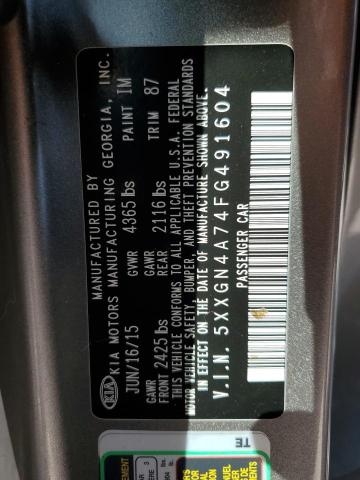 MANUFACTURED BY
KIA KIA MOTORS MANUFACTURING GEORGIA, INC.
JUN/16/15 GVWR 4365 lbs PAINT IM
GAWR FRONT 2425 lbs GAWR REAR 2116 lbs TRIM 87
THIS VEHICLE CONFORMS TO ALL APPLICABLE U.S.A. FEDERAL
MOTOR VEHICLE SAFETY, BUMPER, AND THEFT PREVENTION STANDARDS
IN EFFECT ON THE DATE OF MANUFACTURE SHOWN ABOVE.
V.I.N. 5XXGN4A74FG491604
PASSENGER CAR
TE